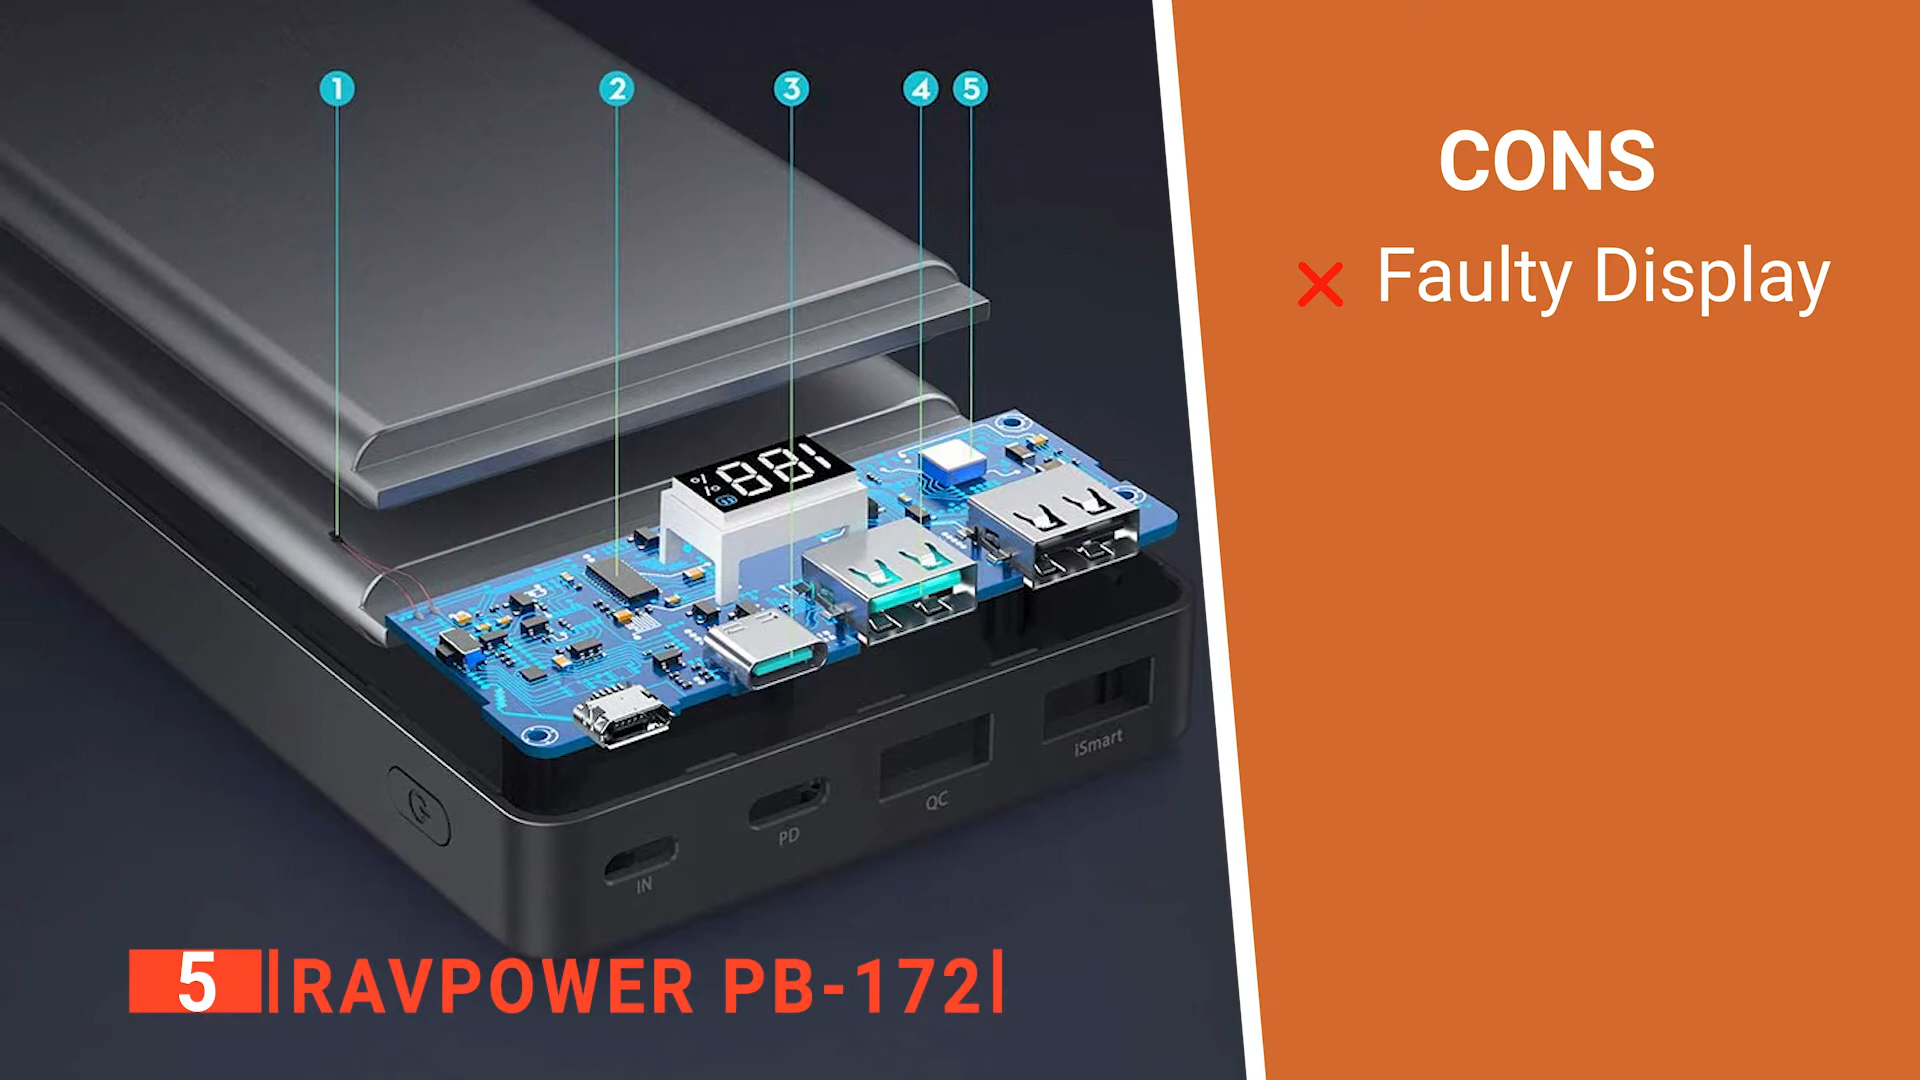 1 2 3 4 5
CONS
Faulty Display
188%
iSmart
QC
PD
IN
5 RAVPOWER PB-172